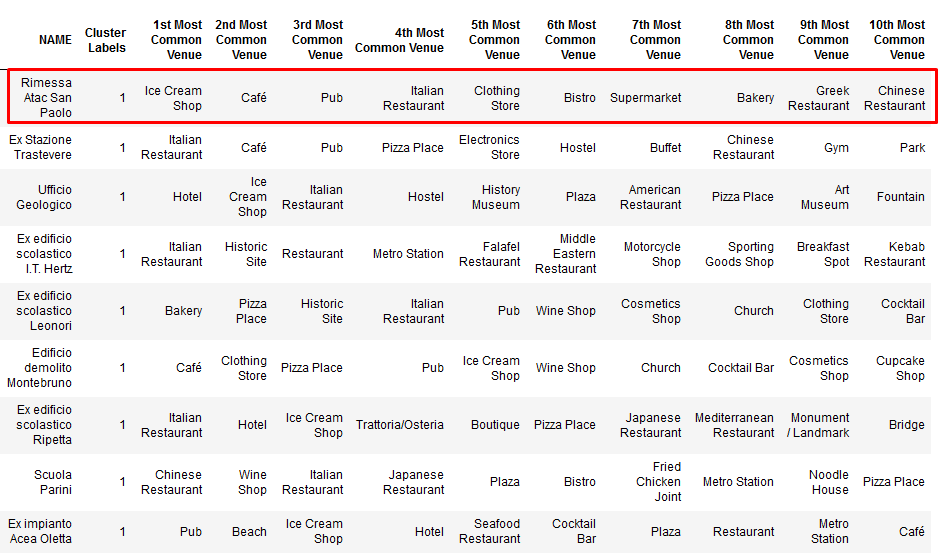 NAME Cluster Labels 1st Most Common Venue 2nd Most Common Venue 3rd Most Common Venue 4th Most Common Venue 5th Most Common Venue 6th Most Common Venue 7th Most Common Venue 8th Most Common Venue 9th Most Common Venue 10th Most Common Venue
Rimessa Atac San Paolo 1 Ice Cream Shop Café Pub Italian Restaurant Clothing Store Bistro Supermarket Bakery Greek Restaurant Chinese Restaurant
Ex Stazione Trastevere 1 Italian Restaurant Café Pub Pizza Place Electronics Store Hostel Buffet Chinese Restaurant Gym Park
Ufficio Geologico 1 Hotel Ice Cream Shop Italian Restaurant Hostel History Museum Plaza American Restaurant Pizza Place Art Museum Fountain
Ex edificio scolastico I.T. Hertz 1 Italian Restaurant Historic Site Restaurant Metro Station Falafel Restaurant Middle Eastern Restaurant Motorcycle Shop Sporting Goods Shop Breakfast Spot Kebab Restaurant
Ex edificio scolastico Leonori 1 Bakery Pizza Place Historic Site Italian Restaurant Pub Wine Shop Cosmetics Shop Church Clothing Store Cocktail Bar
Edificio demolito Montebruno 1 Café Clothing Store Pizza Place Pub Ice Cream Shop Wine Shop Church Cocktail Bar Cosmetics Shop Cupcake Shop
Ex edificio scolastico Ripetta 1 Italian Restaurant Hotel Ice Cream Shop Trattoria/Osteria Boutique Pizza Place Japanese Restaurant Mediterranean Restaurant Monument / Landmark Bridge
Scuola Parini 1 Chinese Restaurant Wine Shop Italian Restaurant Japanese Restaurant Plaza Bistro Fried Chicken Joint Metro Station Noodle House Pizza Place
Ex impianto Acea Oletta 1 Pub Beach Ice Cream Shop Hotel Seafood Restaurant Cocktail Bar Plaza Restaurant Metro Station Café